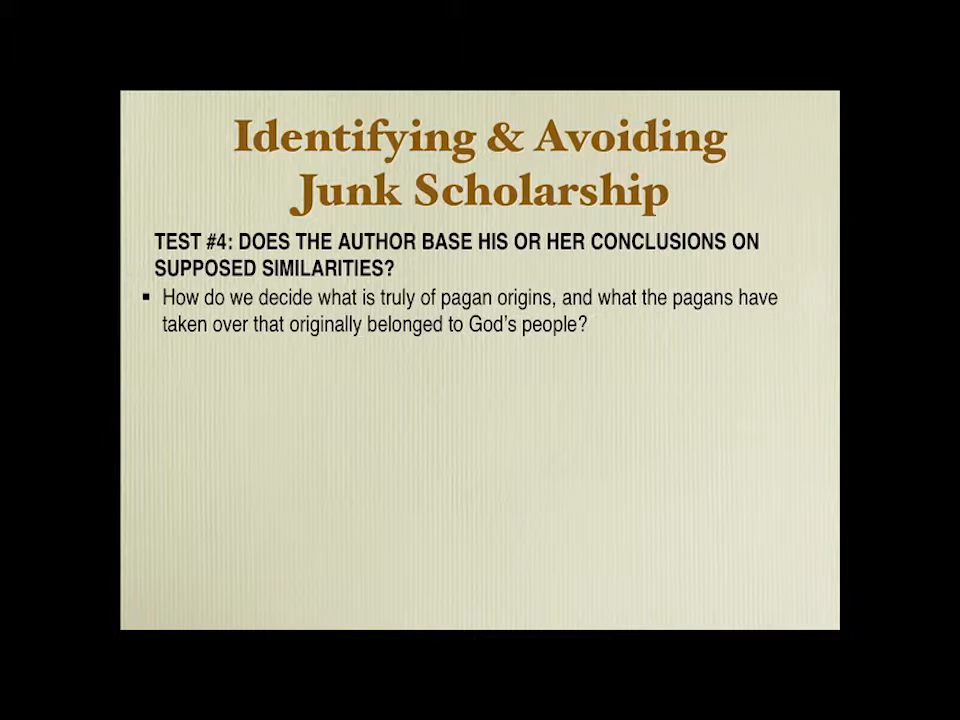 Identifying & Avoiding
Junk Scholarship
TEST #4: DOES THE AUTHOR BASE HIS OR HER CONCLUSIONS ON
SUPPOSED SIMILARITIES?
▪ How do we decide what is truly of pagan origins, and what the pagans have
taken over that originally belonged to God's people?